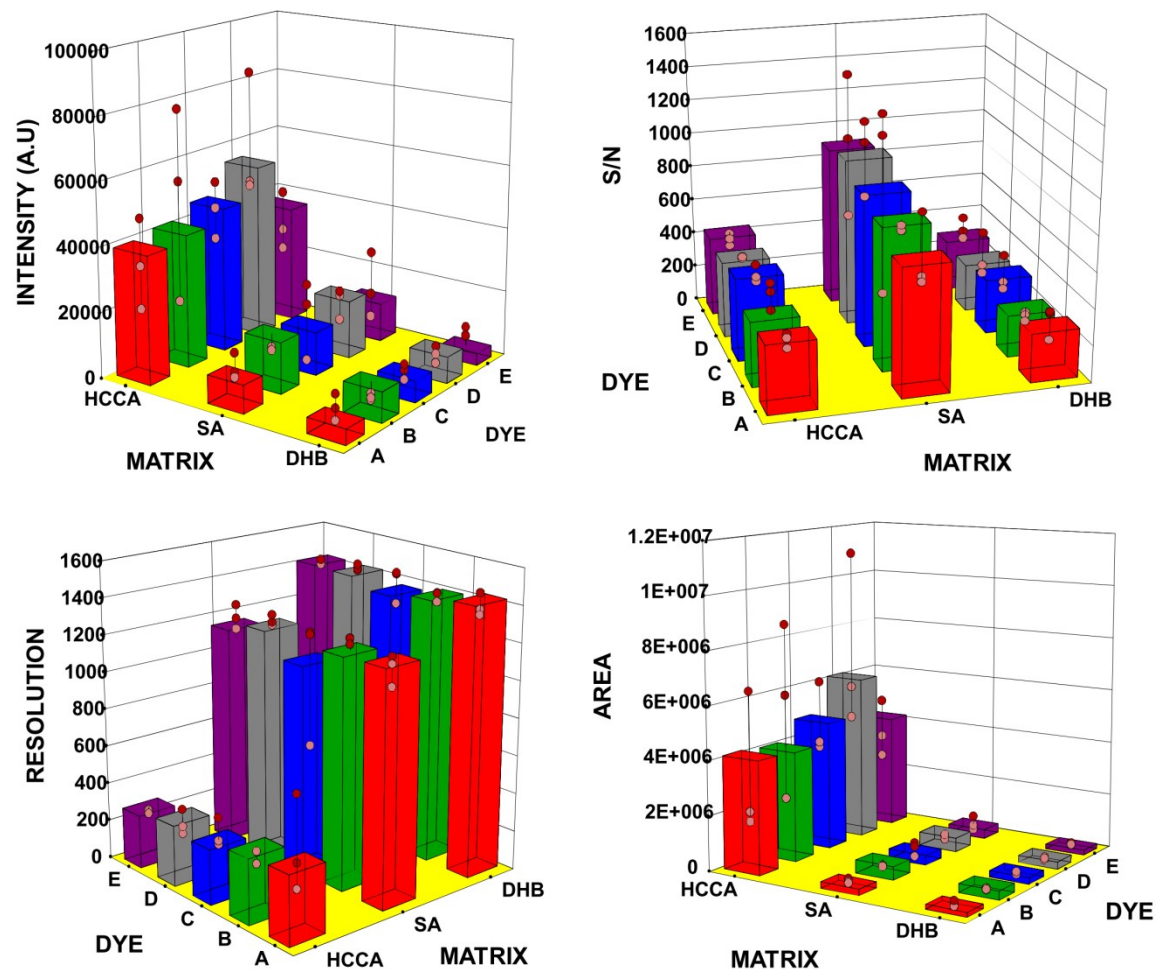 100000
80000
60000
40000
20000
0
INTENSITY (A.U)
HCCA
SA
DHB
MATRIX
A
B
C
D
E
DYE
1600
1400
1200
1000
800
600
400
200
0
S/N
E
D
C
B
A
DYE
HCCA
SA
DHB
MATRIX
1600
1400
1200
1000
800
600
400
200
0
RESOLUTION
E
D
C
B
A
DYE
HCCA
SA
DHB
MATRIX
1.2E+007
1E+007
8E+006
6E+006
4E+006
2E+006
0
AREA
HCCA
SA
DHB
MATRIX
A
B
C
D
E
DYE